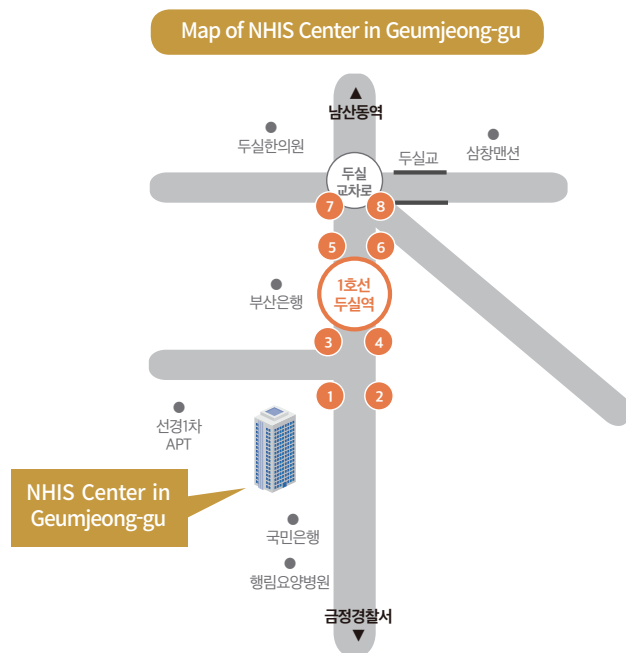 Map of NHIS Center in Geumjeong-gu
▲
남산동역
두실한의원
두실교
삼창맨션
두실
교차로
7
8
5
6
1호선
두실역
부산은행
3
4
1
2
선경1차
APT
NHIS Center in
Geumjeong-gu
국민은행
행림요양병원
금정경찰서
▼